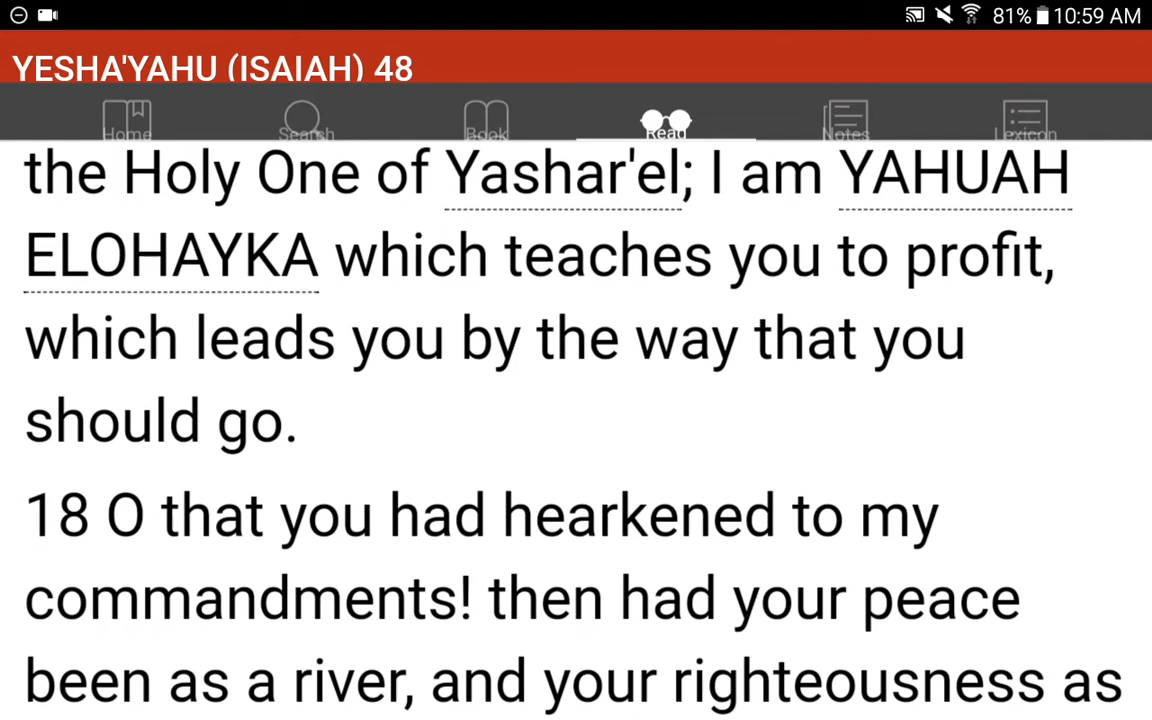 81% 10:59 AM
YESHA'YAHU (ISAIAH) 48
Home Search Book Read Notes Lexicon
the Holy One of Yashar'el; I am YAHUAH
ELOHAYKA which teaches you to profit,
which leads you by the way that you
should go.
18 O that you had hearkened to my
commandments! then had your peace
been as a river, and your righteousness as